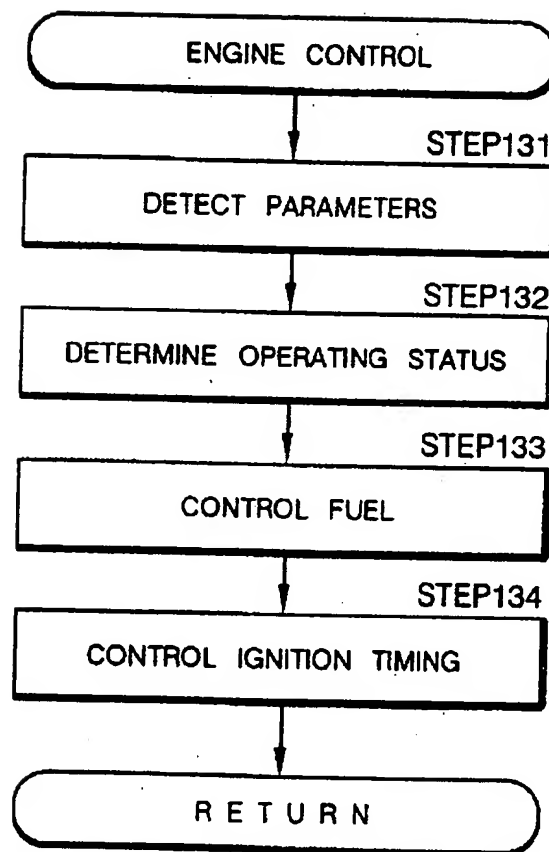 ENGINE CONTROL
STEP131
DETECT PARAMETERS
STEP132
DETERMINE OPERATING STATUS
STEP133
CONTROL FUEL
STEP134
CONTROL IGNITION TIMING
RETURN